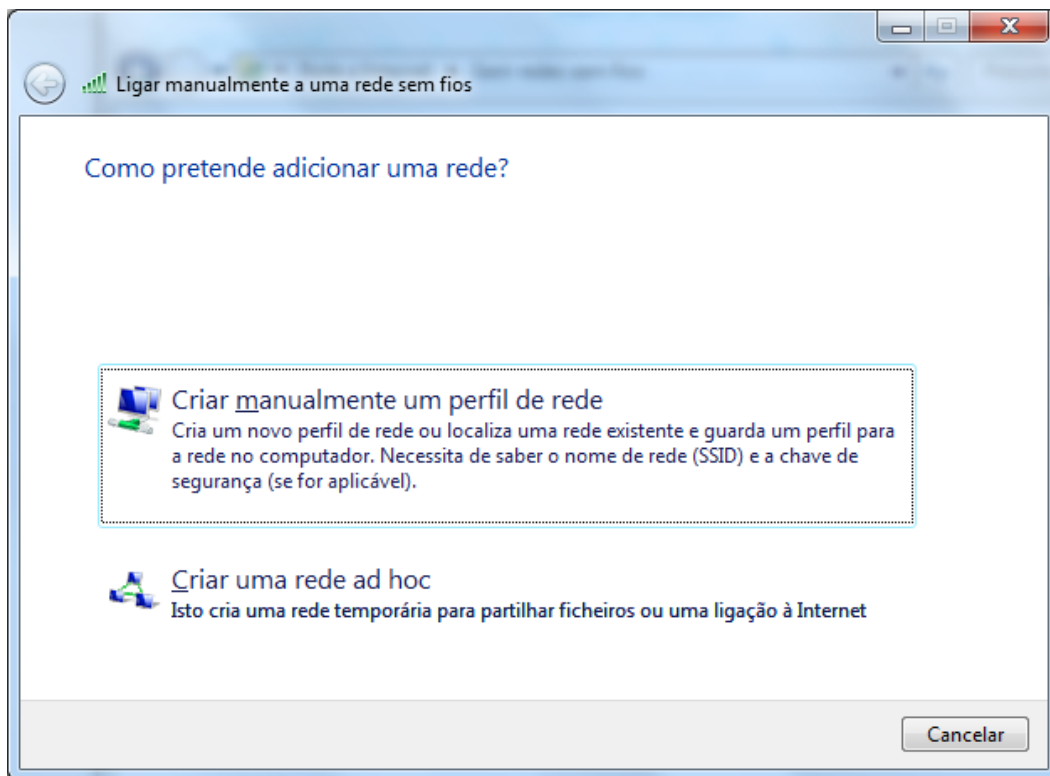 Ligar manualmente a uma rede sem fios
Como pretende adicionar uma rede?
Criar manualmente um perfil de rede
Cria um novo perfil de rede ou localiza uma rede existente e guarda um perfil para
a rede no computador. Necessita de saber o nome de rede (SSID) e a chave de
segurança (se for aplicável).
Criar uma rede ad hoc
Isto cria uma rede temporária para partilhar ficheiros ou uma ligação à Internet
Cancelar